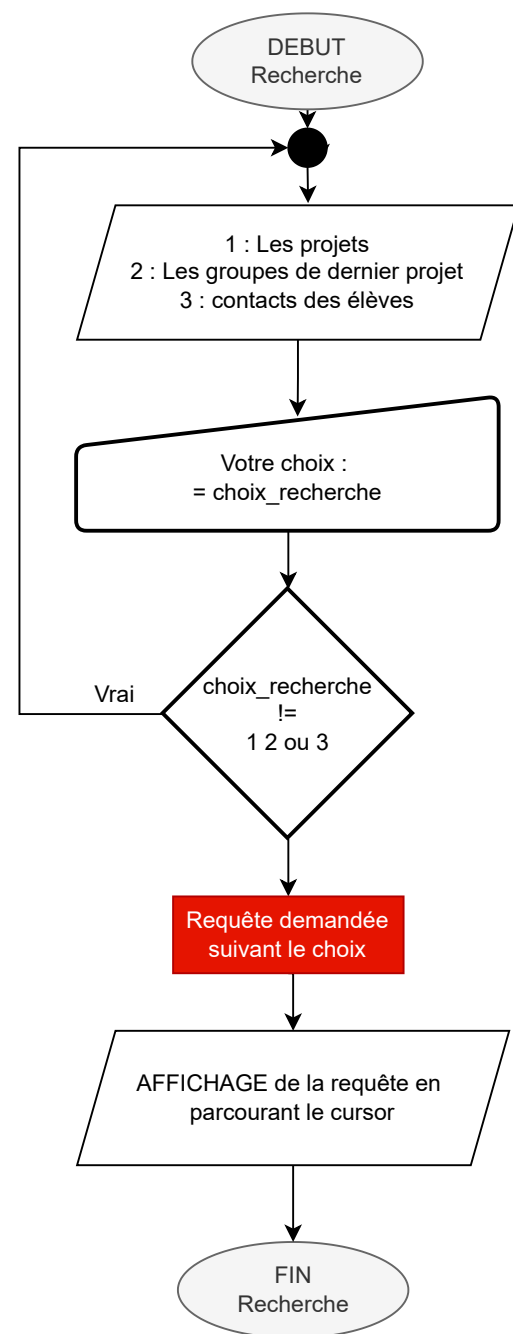 DEBUT
Recherche
1 : Les projets
2 : Les groupes de dernier projet
3 : contacts des élèves
Votre choix :
= choix_recherche
Vrai
choix_recherche
!=
1 2 ou 3
Requête demandée
suivant le choix
AFFICHAGE de la requête en
parcourant le cursor
FIN
Recherche